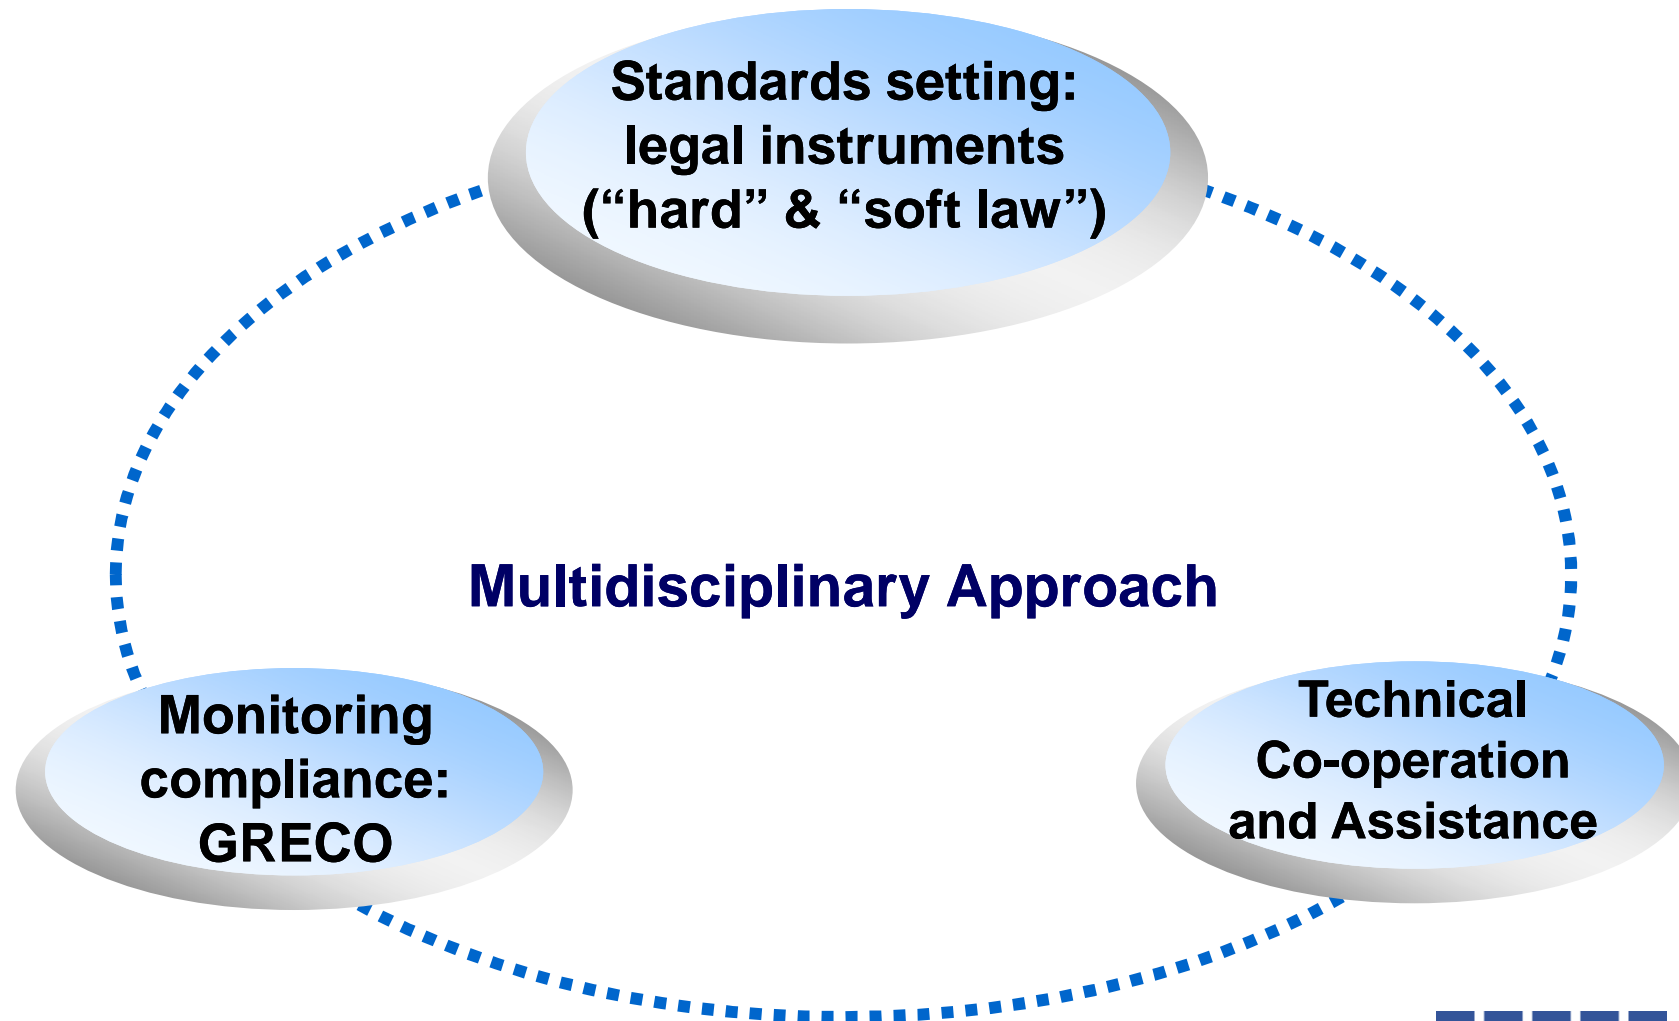 Standards setting:
legal instruments
(“hard” & “soft law”)
Multidisciplinary Approach
Monitoring
compliance:
GRECO
Technical
Co-operation
and Assistance